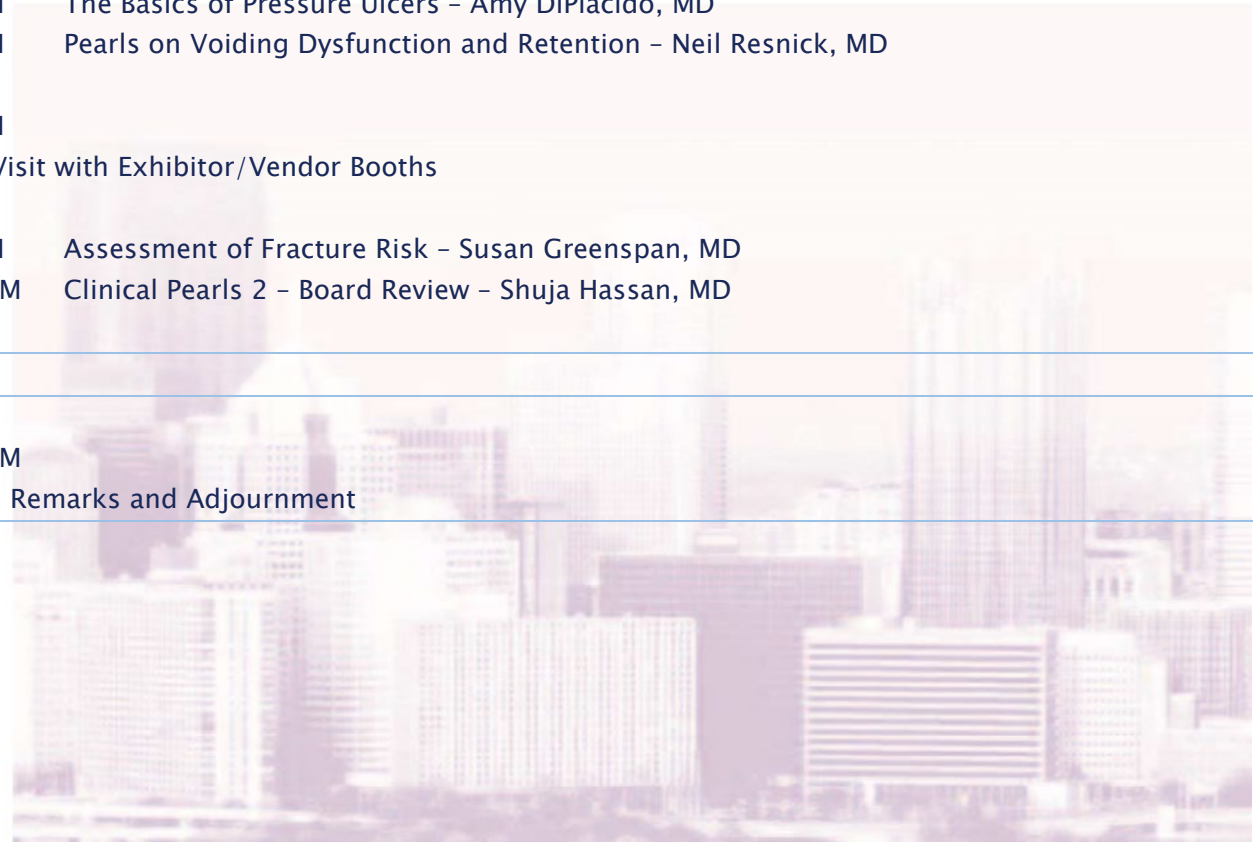 The Basics of Pressure Ulcers – Amy DiPlacido, MD
Pearls on Voiding Dysfunction and Retention – Neil Resnick, MD
Visit with Exhibitor/Vendor Booths
Assessment of Fracture Risk – Susan Greenspan, MD
M Clinical Pearls 2 – Board Review – Shuja Hassan, MD
M
Remarks and Adjournment